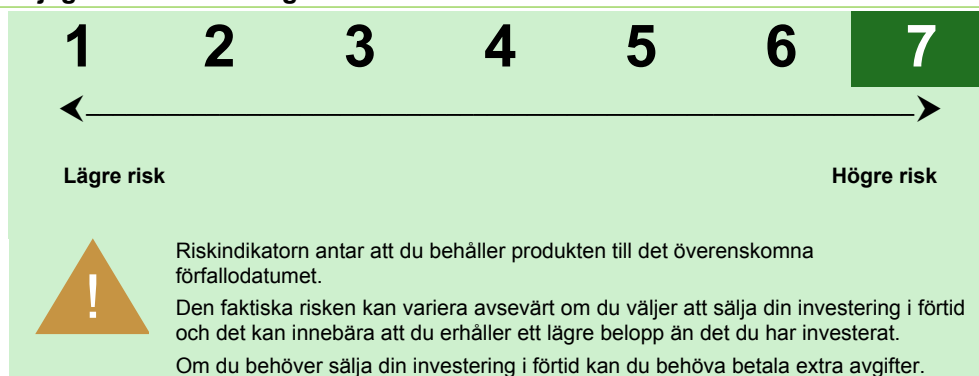 1 2 3 4 5 6 7
Lägre risk Högre risk
!
Riskindikatorn antar att du behåller produkten till det överenskomna
förfallodatumet.
Den faktiska risken kan variera avsevärt om du väljer att sälja din investering i förtid
och det kan innebära att du erhåller ett lägre belopp än det du har investerat.
Om du behöver sälja din investering i förtid kan du behöva betala extra avgifter.